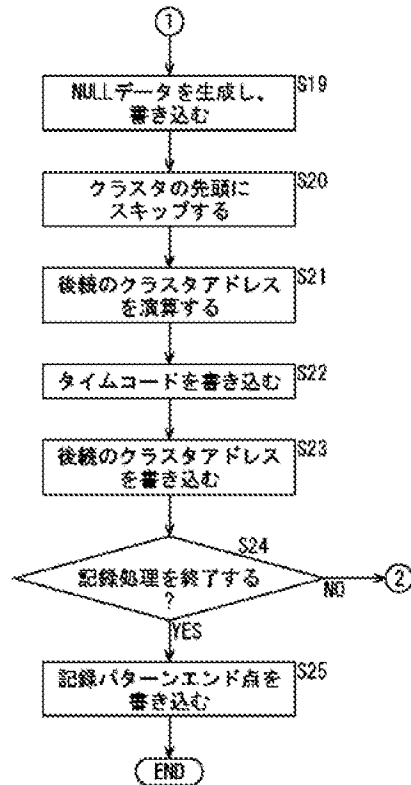 1
NULLデータを生成し、
書き込む
S19
クラスタの先頭に
スキップする
S20
後続のクラスタアドレス
を演算する
S21
タイムコードを書き込む
S22
後続のクラスタアドレス
を書き込む
S23
S24
記録処理を終了する
?
NO
2
YES
記録パターンエンド点を
書き込む
S25
END